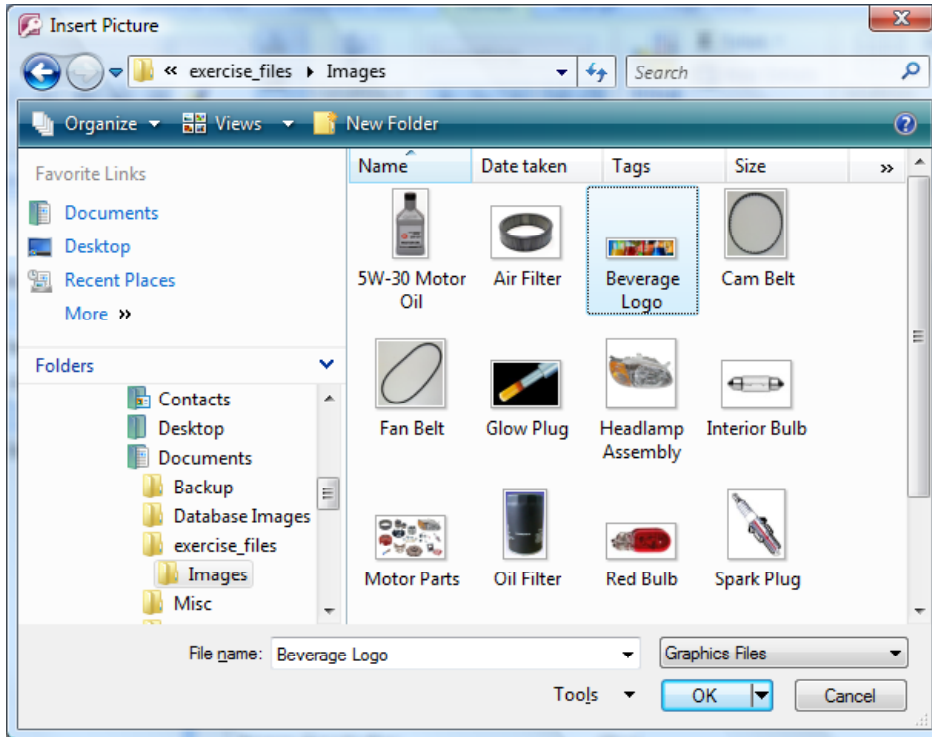 Insert Picture
« exercise_files ▸ Images
Search
Organize Views New Folder
Favorite Links
Documents
Desktop
Recent Places
More »
Folders
Contacts
Desktop
Documents
Backup
Database Images
exercise_files
Images
Misc
Name Date taken Tags Size »
5W-30 Motor Oil
Air Filter
Beverage Logo
Cam Belt
Fan Belt
Glow Plug
Headlamp Assembly
Interior Bulb
Motor Parts
Oil Filter
Red Bulb
Spark Plug
File name: Beverage Logo
Graphics Files
Tools OK Cancel